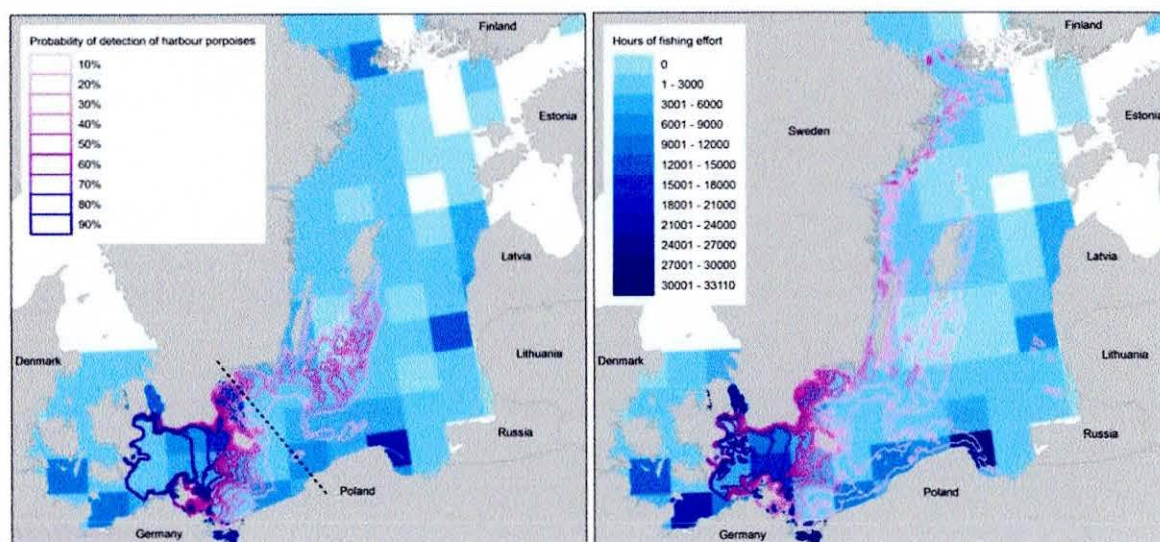 Probability of detection of harbour porpoises
10%
20%
30%
40%
60%
70%
80%
90%
Finland
Estonia
Latvia
Lithuania
Denmark
Russia
Poland
Germany
Hours of fishing effort
0
1 - 3000
3001 - 6000
6001 - 9000
9001 - 12000
12001 - 15000
15001 - 18000
18001 - 21000
21001 - 24000
24001 - 27000
27001 - 30000
30001 - 33110
Finland
Estonia
Sweden
Latvia
Lithuania
Denmark
Russia
Poland
Germany